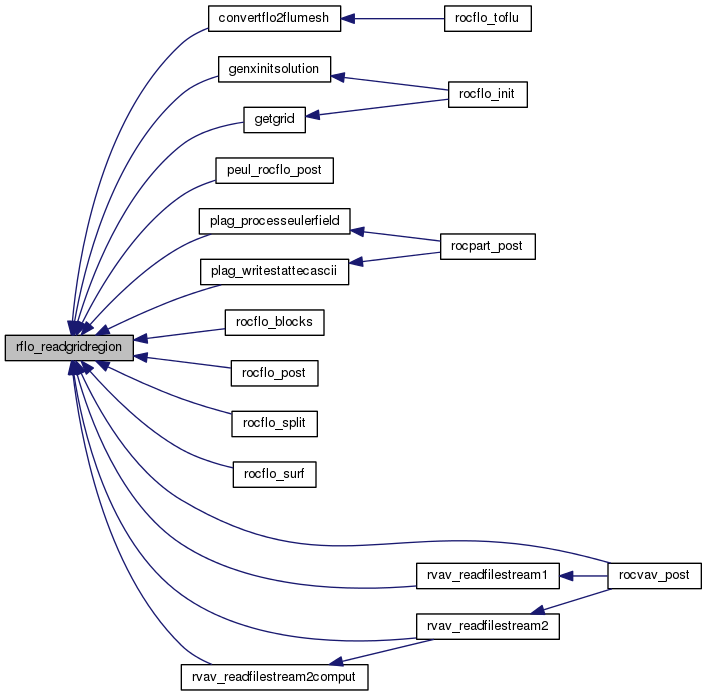 convertflo2flumesh
rocflo_toflu
genxinitsolution
rocflo_init
getgrid
peul_rocflo_post
plag_processeulerfield
rocpart_post
plag_writestattecascii
rocflo_blocks
rflo_readgridregion
rocflo_post
rocflo_split
rocflo_surf
rvav_readfilestream1
rocvav_post
rvav_readfilestream2
rvav_readfilestream2comput